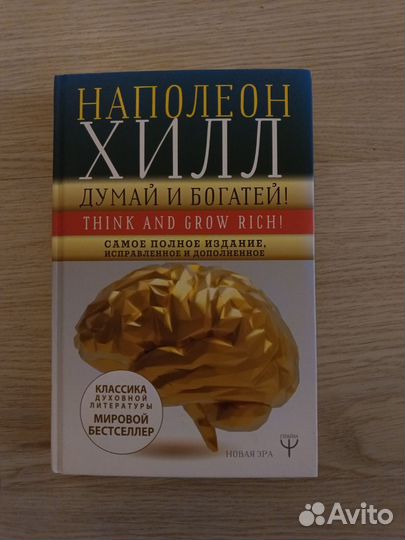 НАПОЛЕОН
ХИЛЛ
ДУМАЙ И БОГАТЕЙ!
THINK AND GROW RICH!
САМОЕ ПОЛНОЕ ИЗДАНИЕ,
ИСПРАВЛЕННОЕ И ДОПОЛНЕННОЕ
КЛАССИКА
ДУХОВНОЙ
ЛИТЕРАТУРЫ
МИРОВОЙ
БЕСТСЕЛЛЕР
НОВАЯ ЭРА
ПРАЙМ
Avito